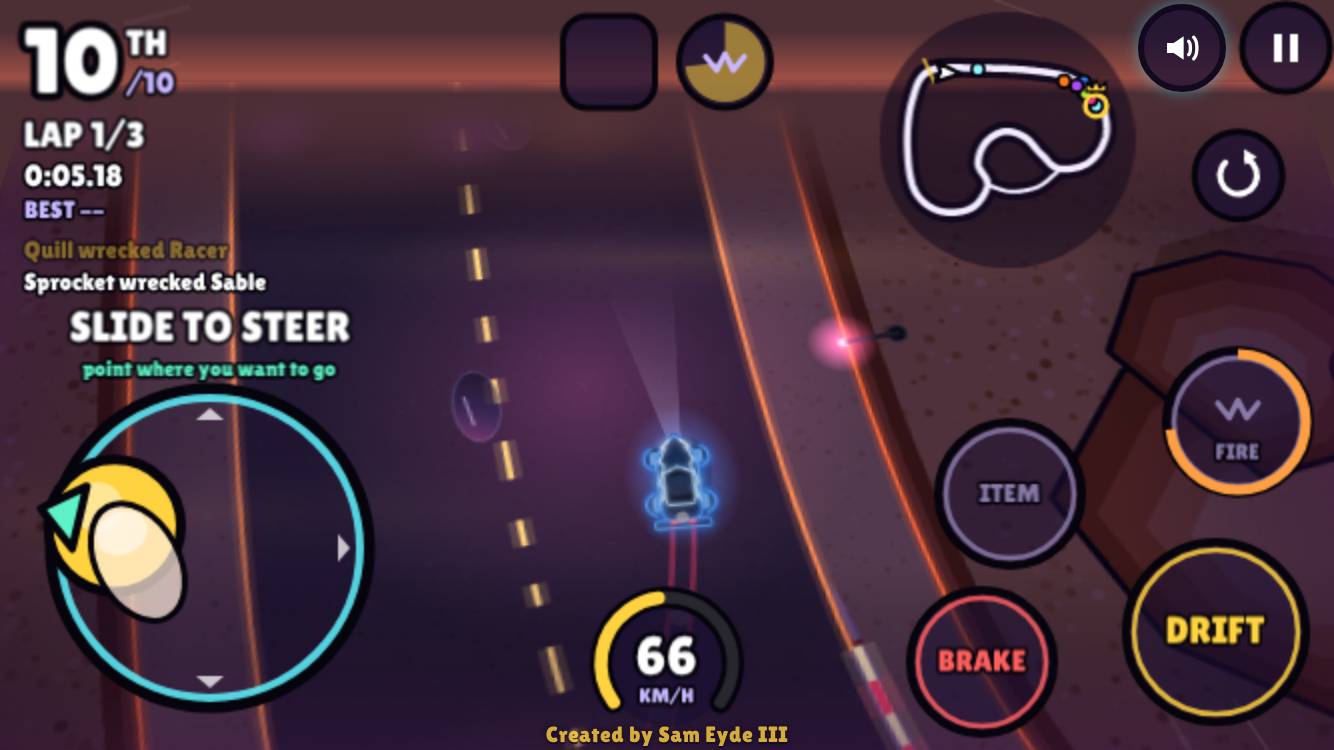 10TH
/10
LAP 1/3
0:05.18
BEST --
Quill wrecked Racer
Sprocket wrecked Sable
SLIDE TO STEER
point where you want to go
FIRE
ITEM
DRIFT
BRAKE
66
KM/H
Created by Sam Eyde III